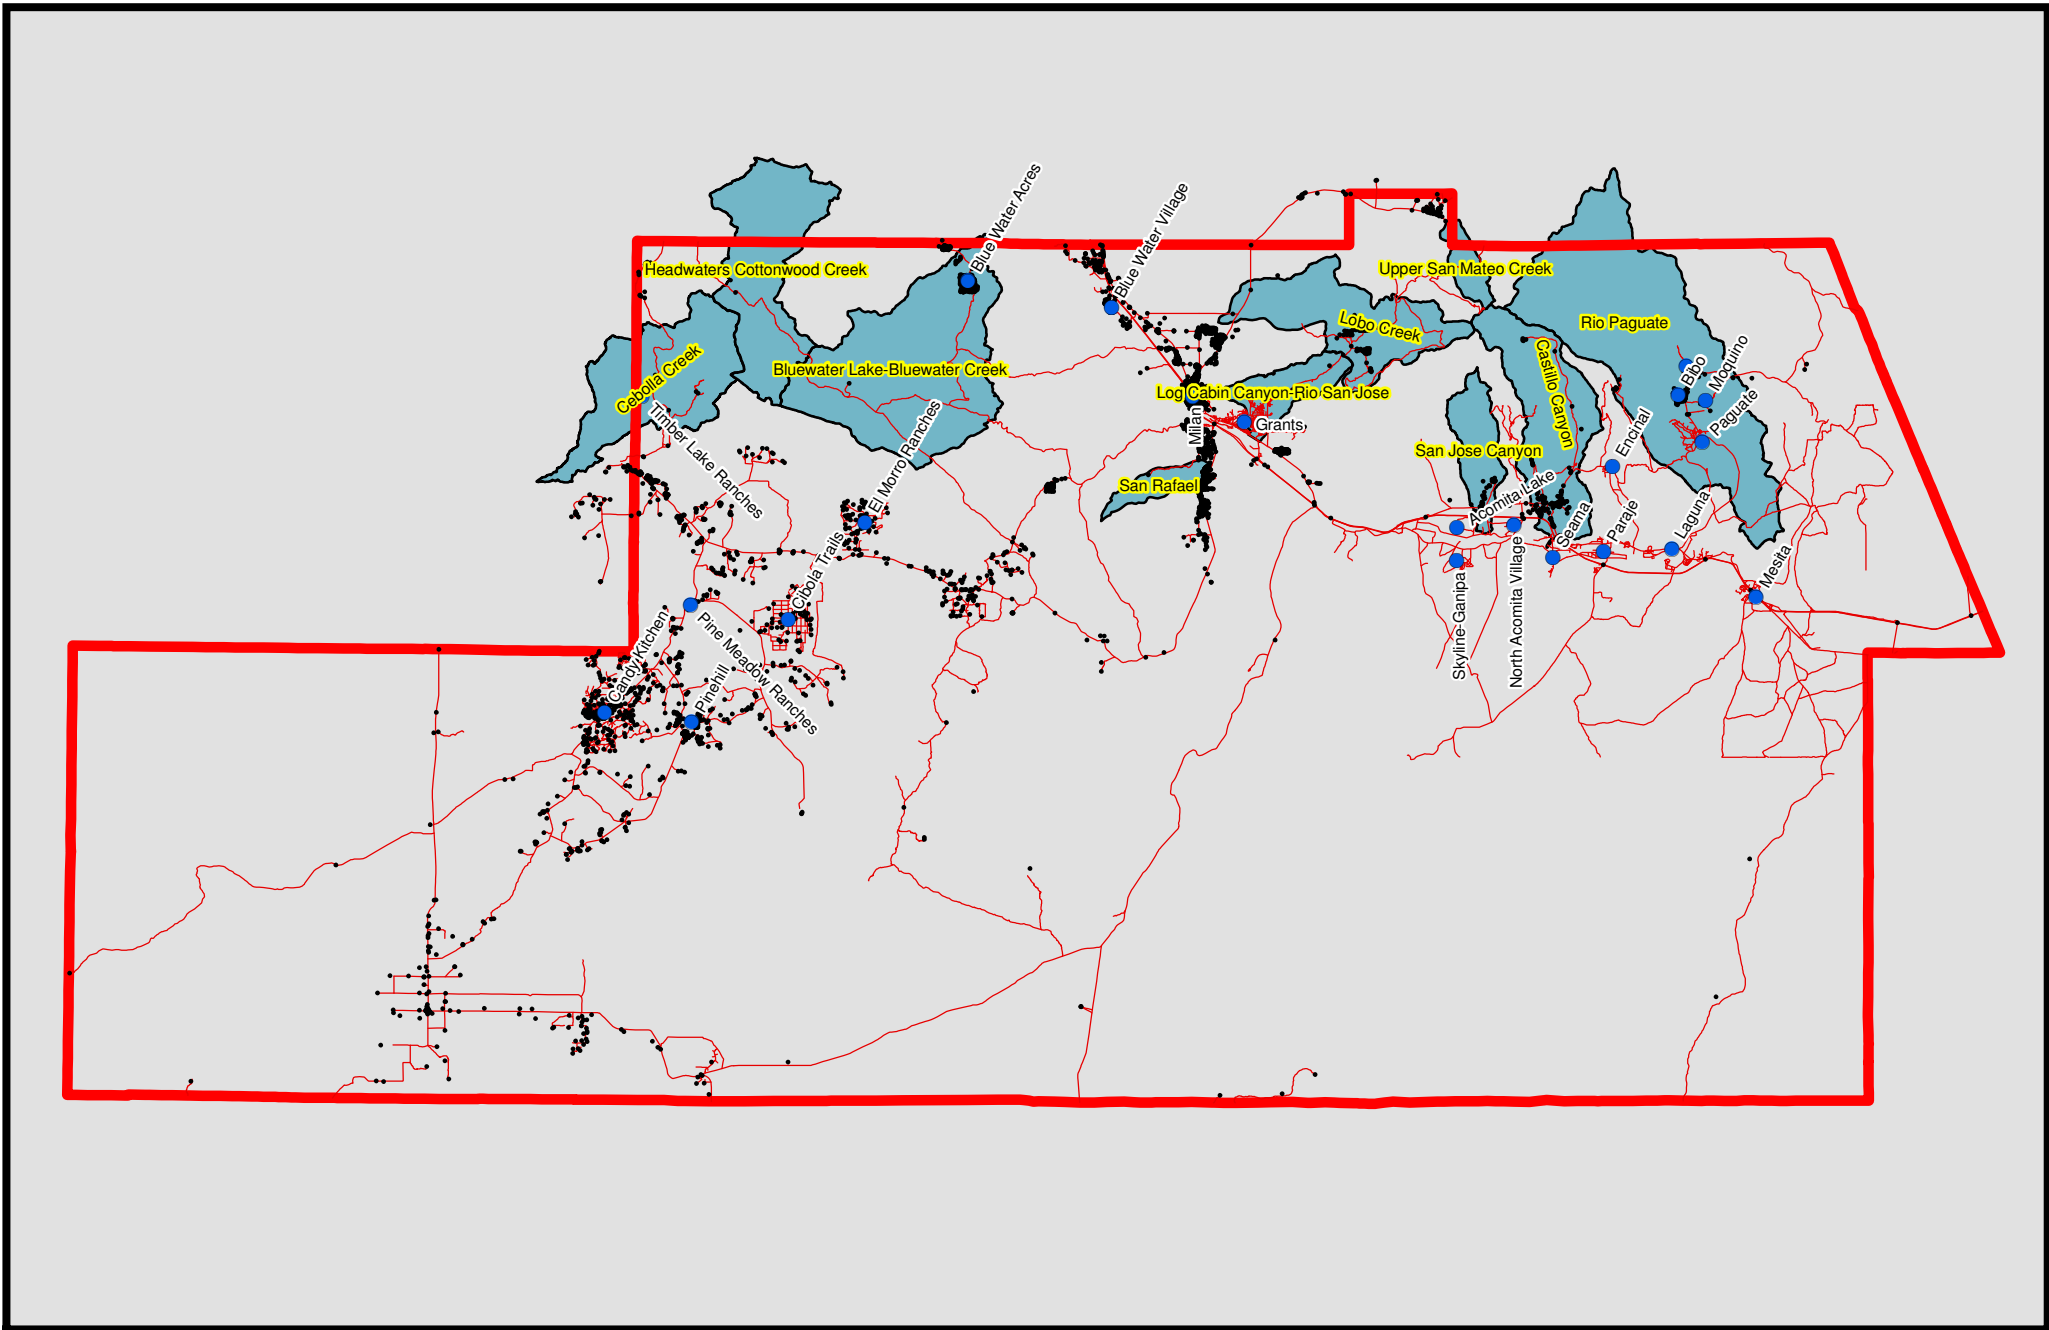 Blue Water Acres
Blue Water Village
Headwaters Cottonwood Creek
Upper San Mateo Creek
Rio Paguate
Lobo Creek
Cebolla Creek
Bluewater Lake-Bluewater Creek
Castillo Canyon
Bibo
Moquino
Log Cabin Canyon-Rio San Jose
Timber Lake Ranches
El Morro Ranches
Milan
Grants
Encinal
Paguate
San Jose Canyon
San Rafael
Acomita Lake
Seama
Paraje
Laguna
Cibola Trails
Mesita
Skyline-Ganipa
North Acomita Village
Candy Kitchen
Pine Meadow Ranches
Pinehill